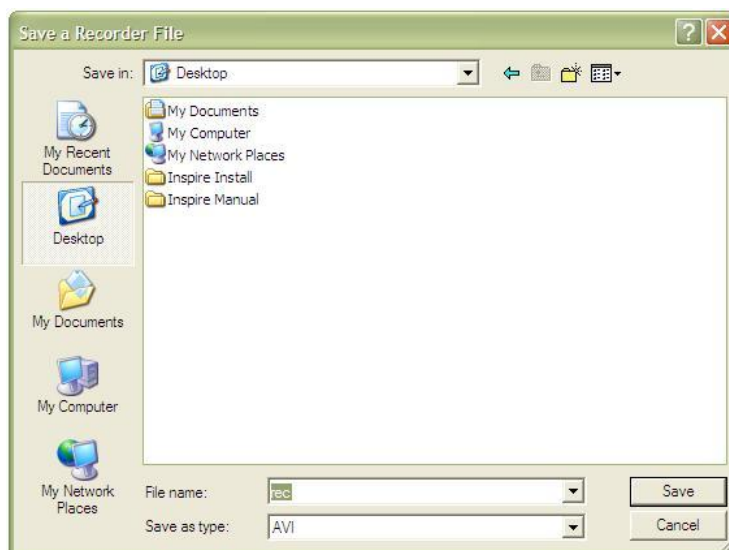 Save a Recorder File
Save in: Desktop
My Recent
Documents
Desktop
My Documents
My Computer
My Network
Places
My Documents
My Computer
My Network Places
Inspire Install
Inspire Manual
File name: rec Save
Save as type: AVI Cancel